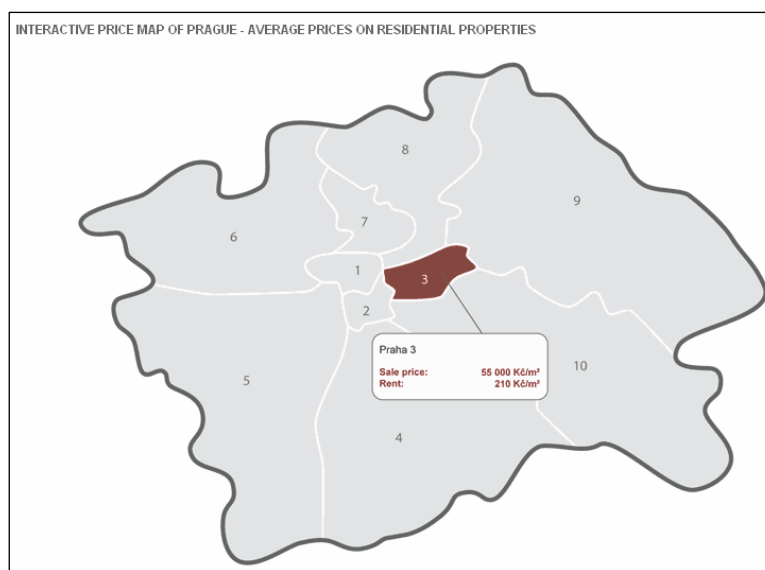 INTERACTIVE PRICE MAP OF PRAGUE - AVERAGE PRICES ON RESIDENTIAL PROPERTIES
8
9
7
6
1
3
2
Praha 3
Sale price: 55 000 Kč/m²
Rent: 210 Kč/m²
10
5
4